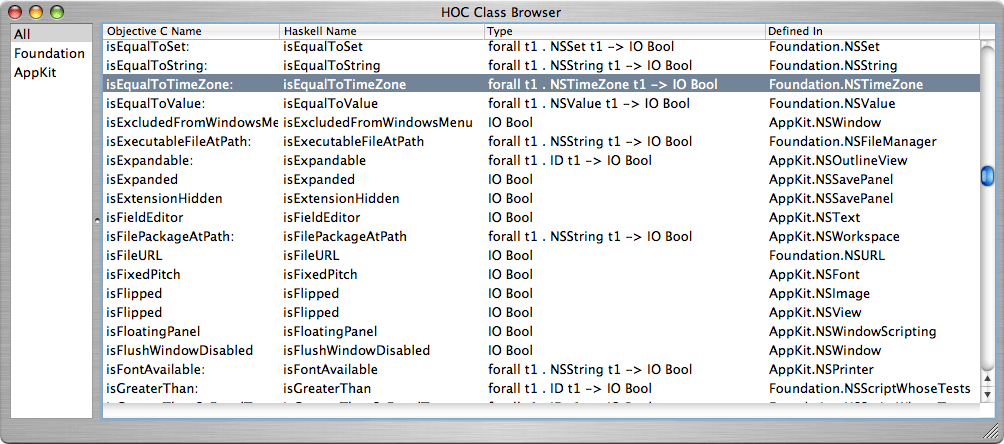 HOC Class Browser
All
Foundation
AppKit
Objective C Name Haskell Name Type Defined In
isEqualToSet: isEqualToSet forall t1 . NSSet t1 -> IO Bool Foundation.NSSet
isEqualToString: isEqualToString forall t1 . NSString t1 -> IO Bool Foundation.NSString
isEqualToTimeZone: isEqualToTimeZone forall t1 . NSTimeZone t1 -> IO Bool Foundation.NSTimeZone
isEqualToValue: isEqualToValue forall t1 . NSValue t1 -> IO Bool Foundation.NSValue
isExcludedFromWindowsMe isExcludedFromWindowsMenu IO Bool AppKit.NSWindow
isExecutableFileAtPath: isExecutableFileAtPath forall t1 . NSString t1 -> IO Bool Foundation.NSFileManager
isExpandable: isExpandable forall t1 . ID t1 -> IO Bool AppKit.NSOutlineView
isExpanded isExpanded IO Bool AppKit.NSSavePanel
isExtensionHidden isExtensionHidden IO Bool AppKit.NSSavePanel
isFieldEditor isFieldEditor IO Bool AppKit.NSText
isFilePackageAtPath: isFilePackageAtPath forall t1 . NSString t1 -> IO Bool AppKit.NSWorkspace
isFileURL isFileURL IO Bool Foundation.NSURL
isFixedPitch isFixedPitch IO Bool AppKit.NSFont
isFlipped isFlipped IO Bool AppKit.NSImage
isFlipped isFlipped IO Bool AppKit.NSView
isFloatingPanel isFloatingPanel IO Bool AppKit.NSWindowScripting
isFlushWindowDisabled isFlushWindowDisabled IO Bool AppKit.NSWindow
isFontAvailable: isFontAvailable forall t1 . NSString t1 -> IO Bool AppKit.NSPrinter
isGreaterThan: isGreaterThan forall t1 . ID t1 -> IO Bool Foundation.NSScriptWhoseTests